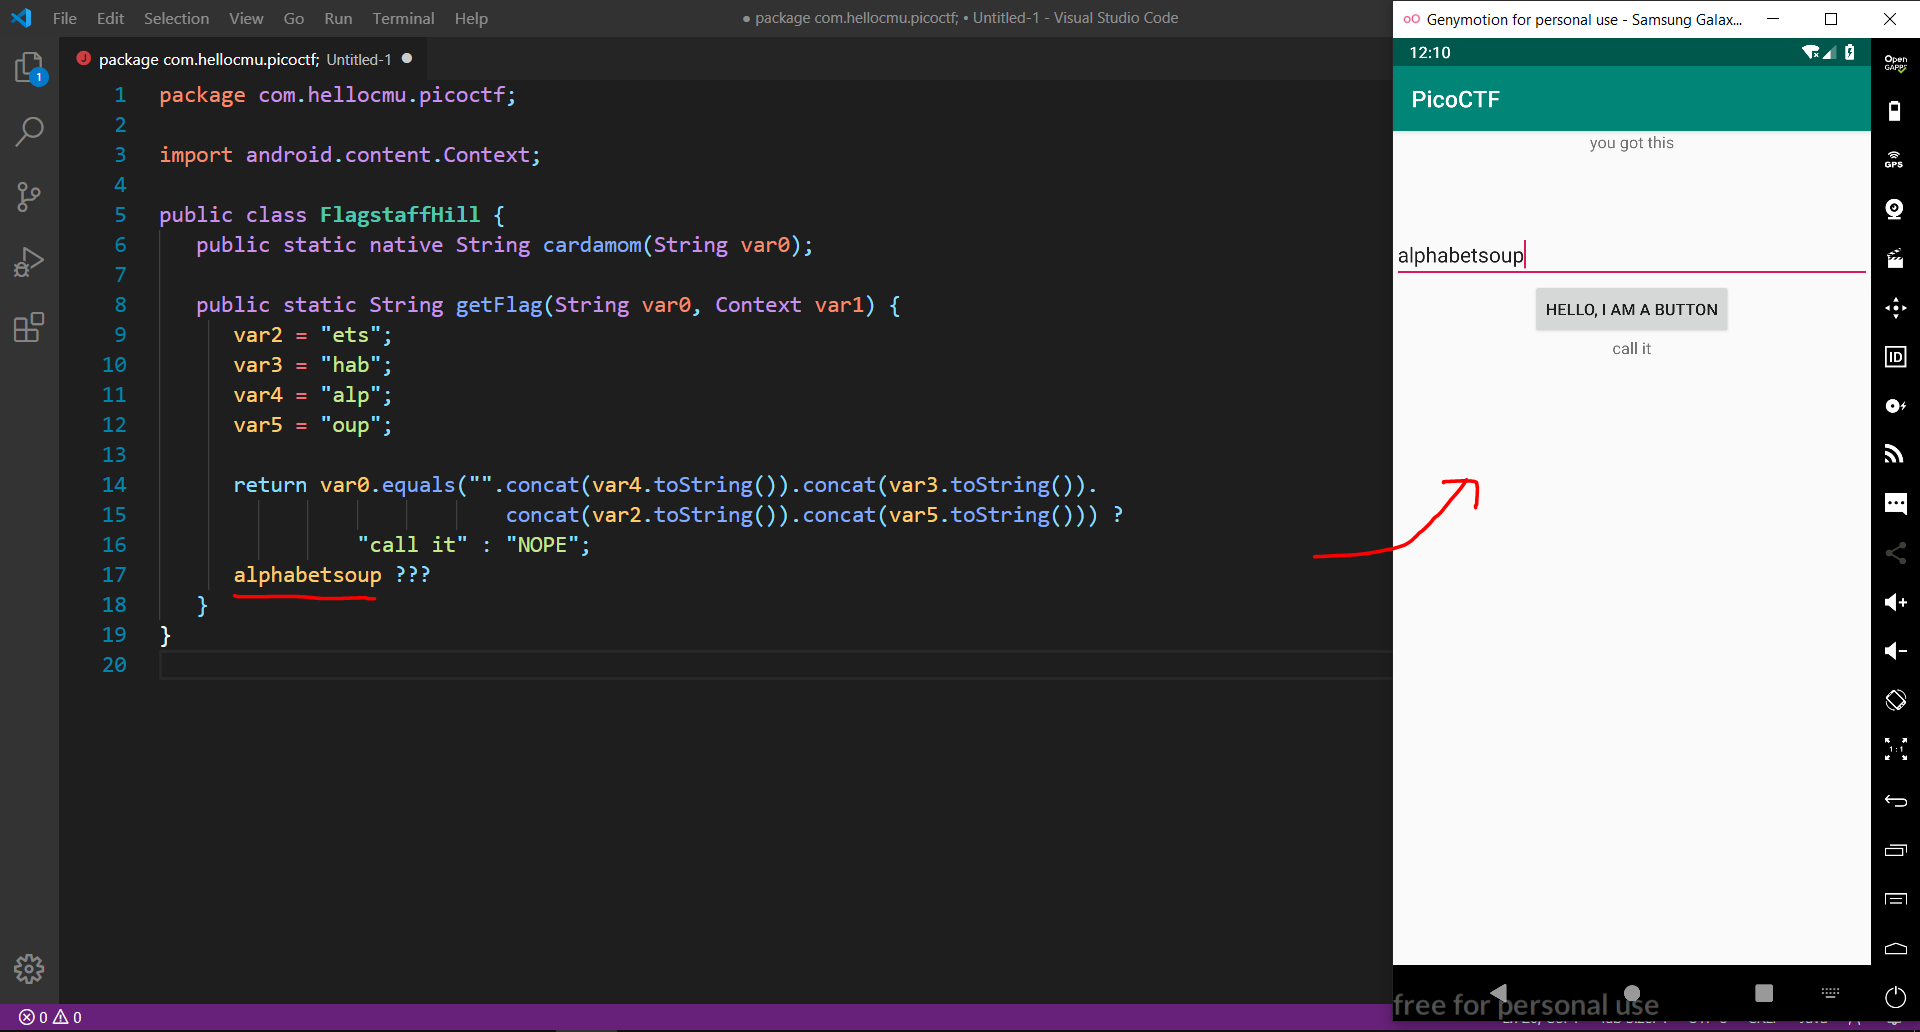 File Edit Selection View Go Run Terminal Help
● package com.hellocmu.picoctf; • Untitled-1 - Visual Studio Code
package com.hellocmu.picoctf; Untitled-1
1 package com.hellocmu.picoctf;
2
3 import android.content.Context;
4
5 public class FlagstaffHill {
6 public static native String cardamom(String var0);
7
8 public static String getFlag(String var0, Context var1) {
9 var2 = "ets";
10 var3 = "hab";
11 var4 = "alp";
12 var5 = "oup";
13
14 return var0.equals("".concat(var4.toString()).concat(var3.toString()).
15 concat(var2.toString()).concat(var5.toString())) ?
16 "call it" : "NOPE";
17 alphabetsoup ???
18 }
19 }
20
1
0 0
Genymotion for personal use - Samsung Galax...
12:10
PicoCTF
you got this
alphabetsoup
HELLO, I AM A BUTTON
call it
free for personal use
Open
GAPPS
GPS
ID
1:1